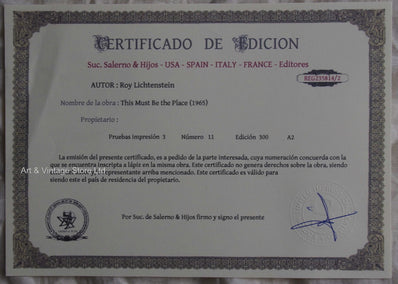 CERTIFICADO DE EDICION
Suc. Salerno & Hijos - USA - SPAIN - ITALY - FRANCE - Editores
REG235814/2
AUTOR : Roy Lichtenstein
Nombre de la obra : This Must Be the Place (1965)
Propietario :
Pruebas Impresión 3 Número 11 Edición 300 A2
La emisión del presente certificado, es a pedido de la parte interesada, cuya numeración concuerda con la
que se encuentra inscripta a lápiz en la misma obra. Este certificado no genera derechos sobre la obra, siendo
representante arriba mencionado. Este certificado es válido para
siendo este el país de residencia del propietario.
Art & Vintage Store Ltd.
Por Suc. de Salerno & Hijos firmo y signo el presente